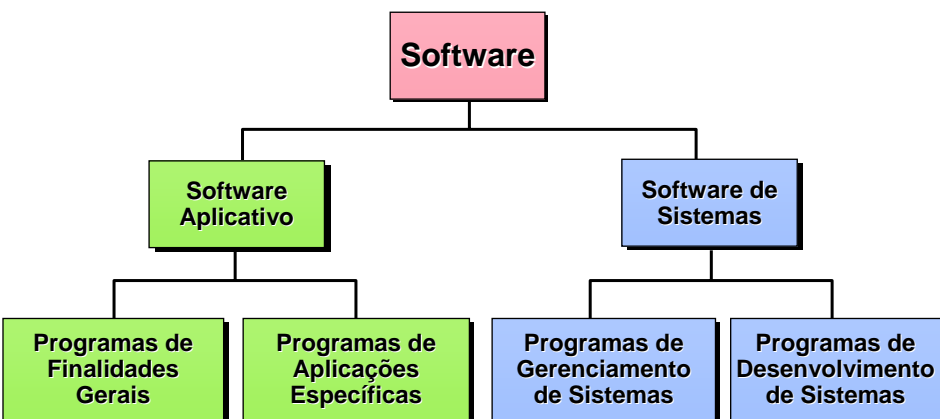 Software
Software
Aplicativo
Software de
Sistemas
Programas de
Finalidades
Gerais
Programas de
Aplicações
Específicas
Programas de
Gerenciamento
de Sistemas
Programas de
Desenvolvimento
de Sistemas